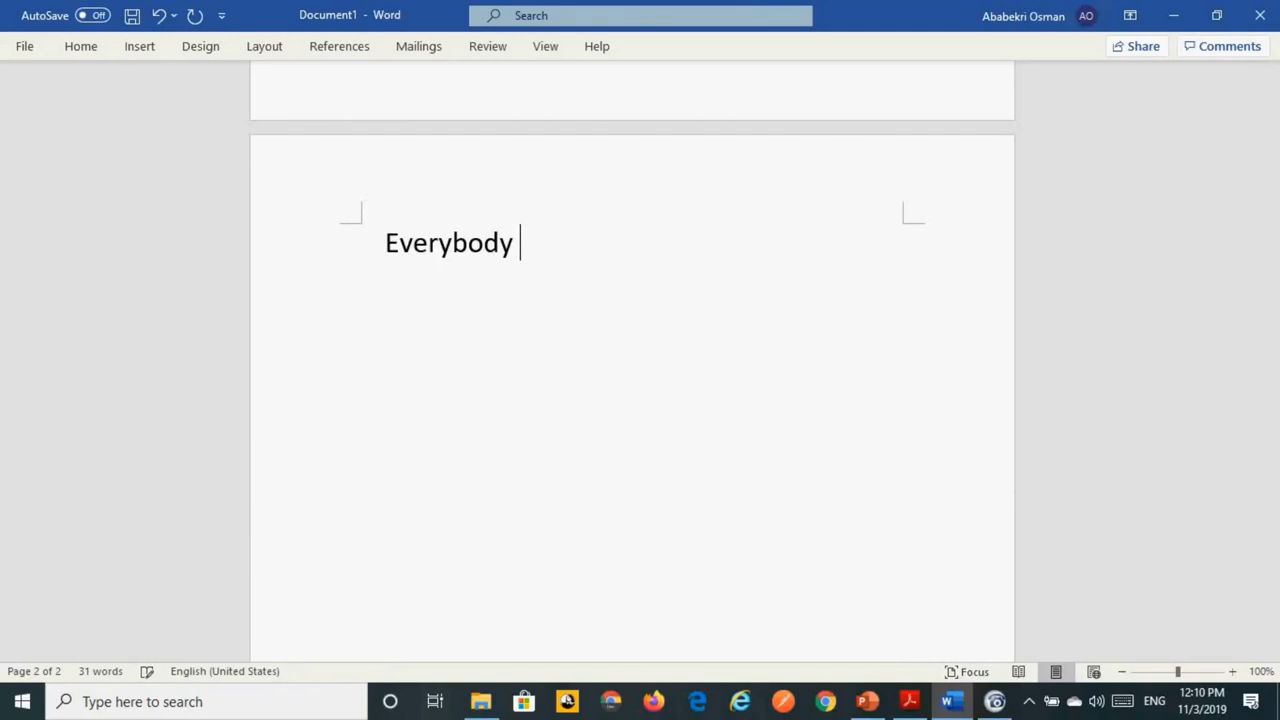 AutoSave Off Document1 - Word Search Ababekri Osman AO
File Home Insert Design Layout References Mailings Review View Help Share Comments
Everybody
Page 2 of 2 31 words English (United States) Focus 100%
Type here to search ENG 12:10 PM
11/3/2019